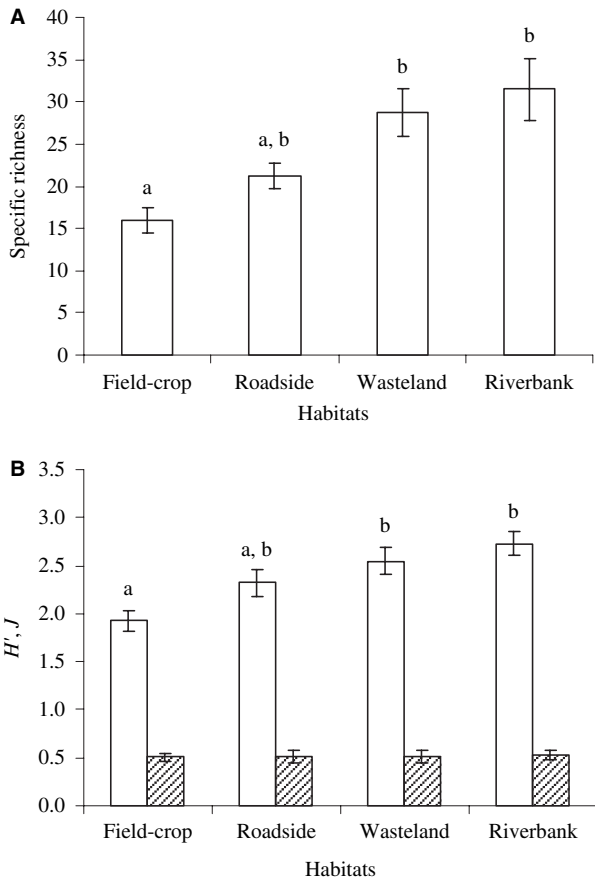 A
40
35
30
25
20
15
10
5
0
Specific richness
a
a, b
b
b
Field-crop Roadside Wasteland Riverbank
Habitats
B
3.5
3.0
2.5
2.0
1.5
1.0
0.5
0.0
H', J
a
a, b
b
b
Field-crop Roadside Wasteland Riverbank
Habitats